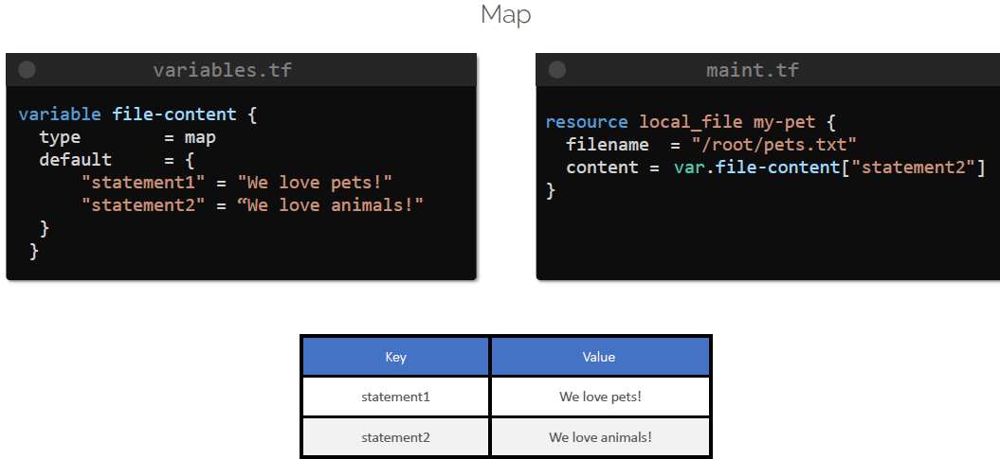 Map
variables.tf
variable file-content {
  type        = map
  default     = {
      "statement1" = "We love pets!"
      "statement2" = “We love animals!"
  }
 }
maint.tf
resource local_file my-pet {
  filename  = "/root/pets.txt"
  content = var.file-content["statement2"]
}
Key Value
statement1 We love pets!
statement2 We love animals!